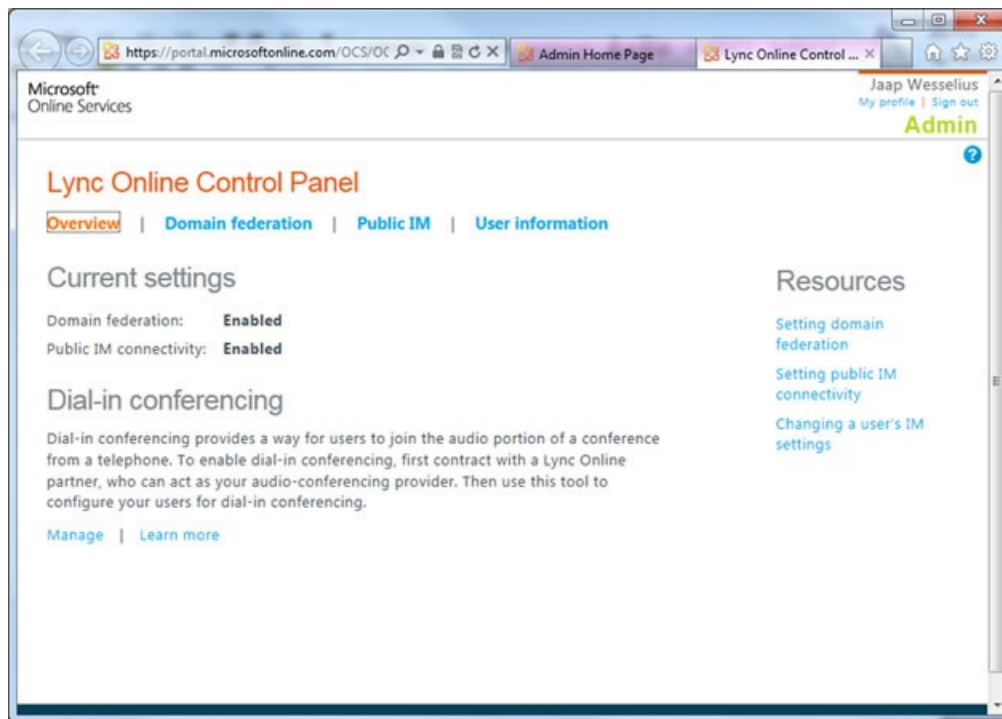 https://portal.microsoftonline.com/OCS/OC
Admin Home Page
Lync Online Control ...
Microsoft
Online Services
Jaap Wesselius
My profile | Sign out
Admin
?
Lync Online Control Panel
Overview | Domain federation | Public IM | User information
Current settings
Domain federation: Enabled
Public IM connectivity: Enabled
Dial-in conferencing
Dial-in conferencing provides a way for users to join the audio portion of a conference
from a telephone. To enable dial-in conferencing, first contract with a Lync Online
partner, who can act as your audio-conferencing provider. Then use this tool to
configure your users for dial-in conferencing.
Manage | Learn more
Resources
Setting domain
federation
Setting public IM
connectivity
Changing a user's IM
settings